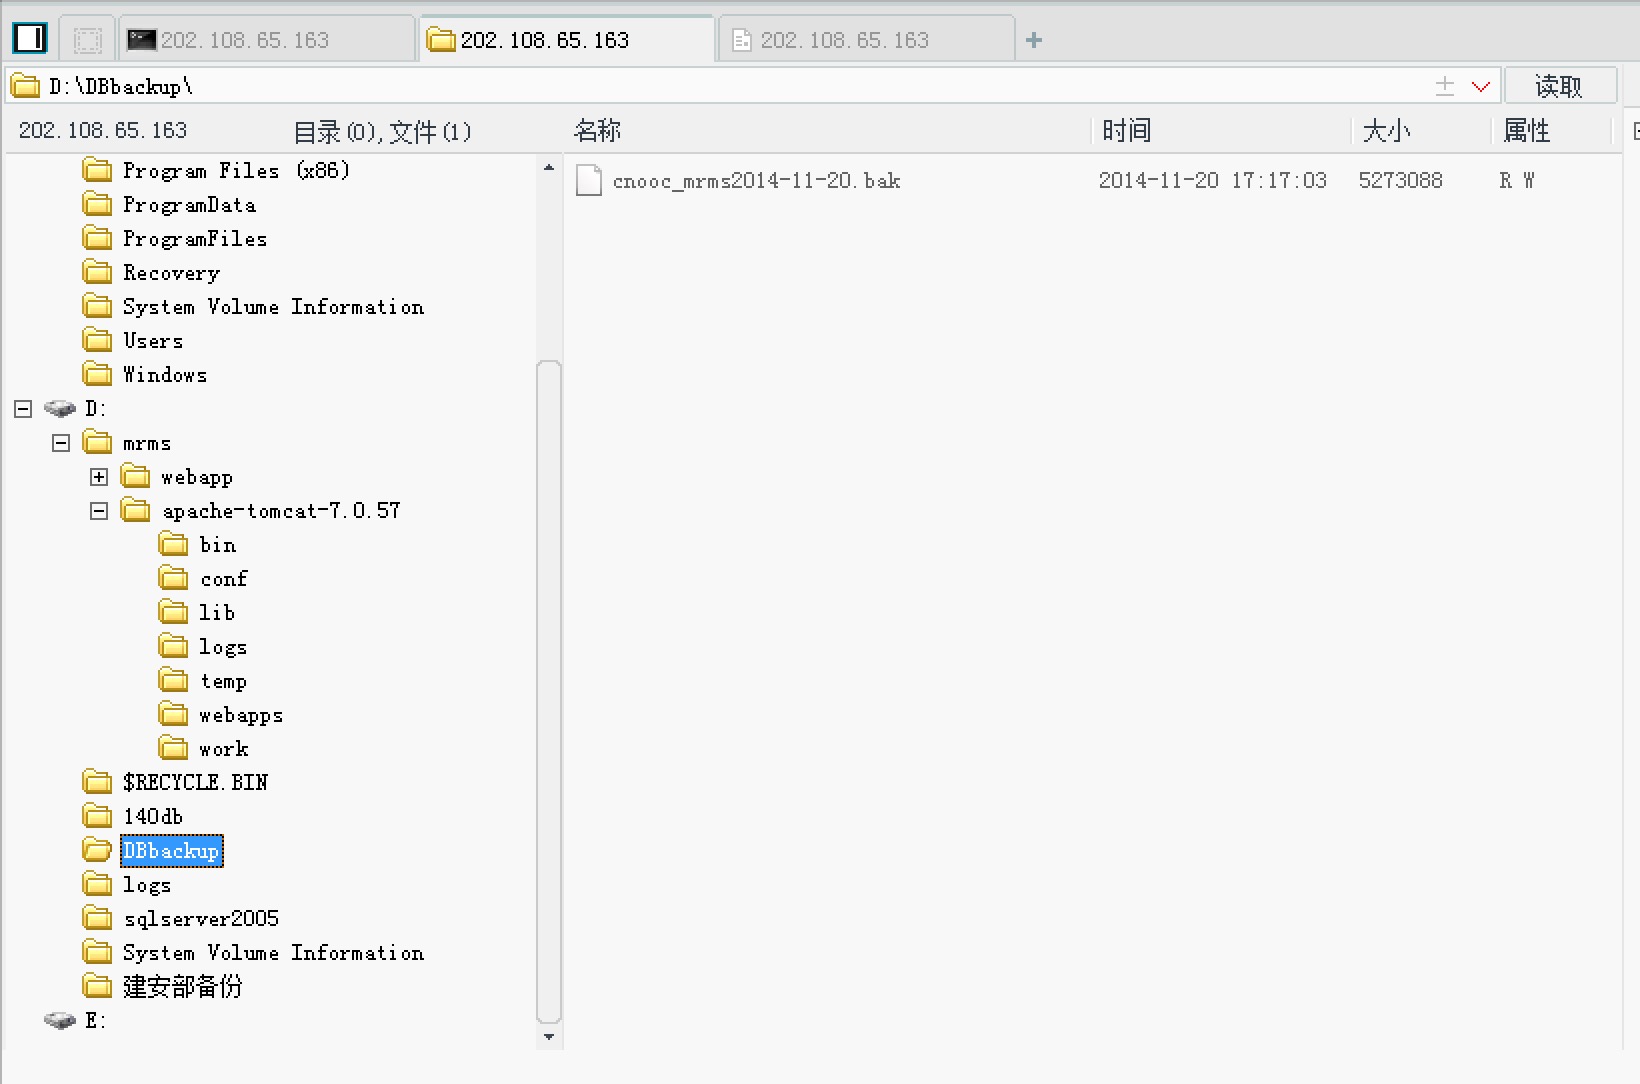 202.108.65.163
202.108.65.163
202.108.65.163
+
D:\DBbackup\
读取
202.108.65.163
目录(0),文件(1)
名称
时间
大小
属性
Program Files (x86)
ProgramData
ProgramFiles
Recovery
System Volume Information
Users
Windows
D:
mrms
webapp
apache-tomcat-7.0.57
bin
conf
lib
logs
temp
webapps
work
$RECYCLE.BIN
140db
DBbackup
logs
sqlserver2005
System Volume Information
建安部备份
E:
cnooc_mrms2014-11-20.bak
2014-11-20 17:17:03
5273088
R W